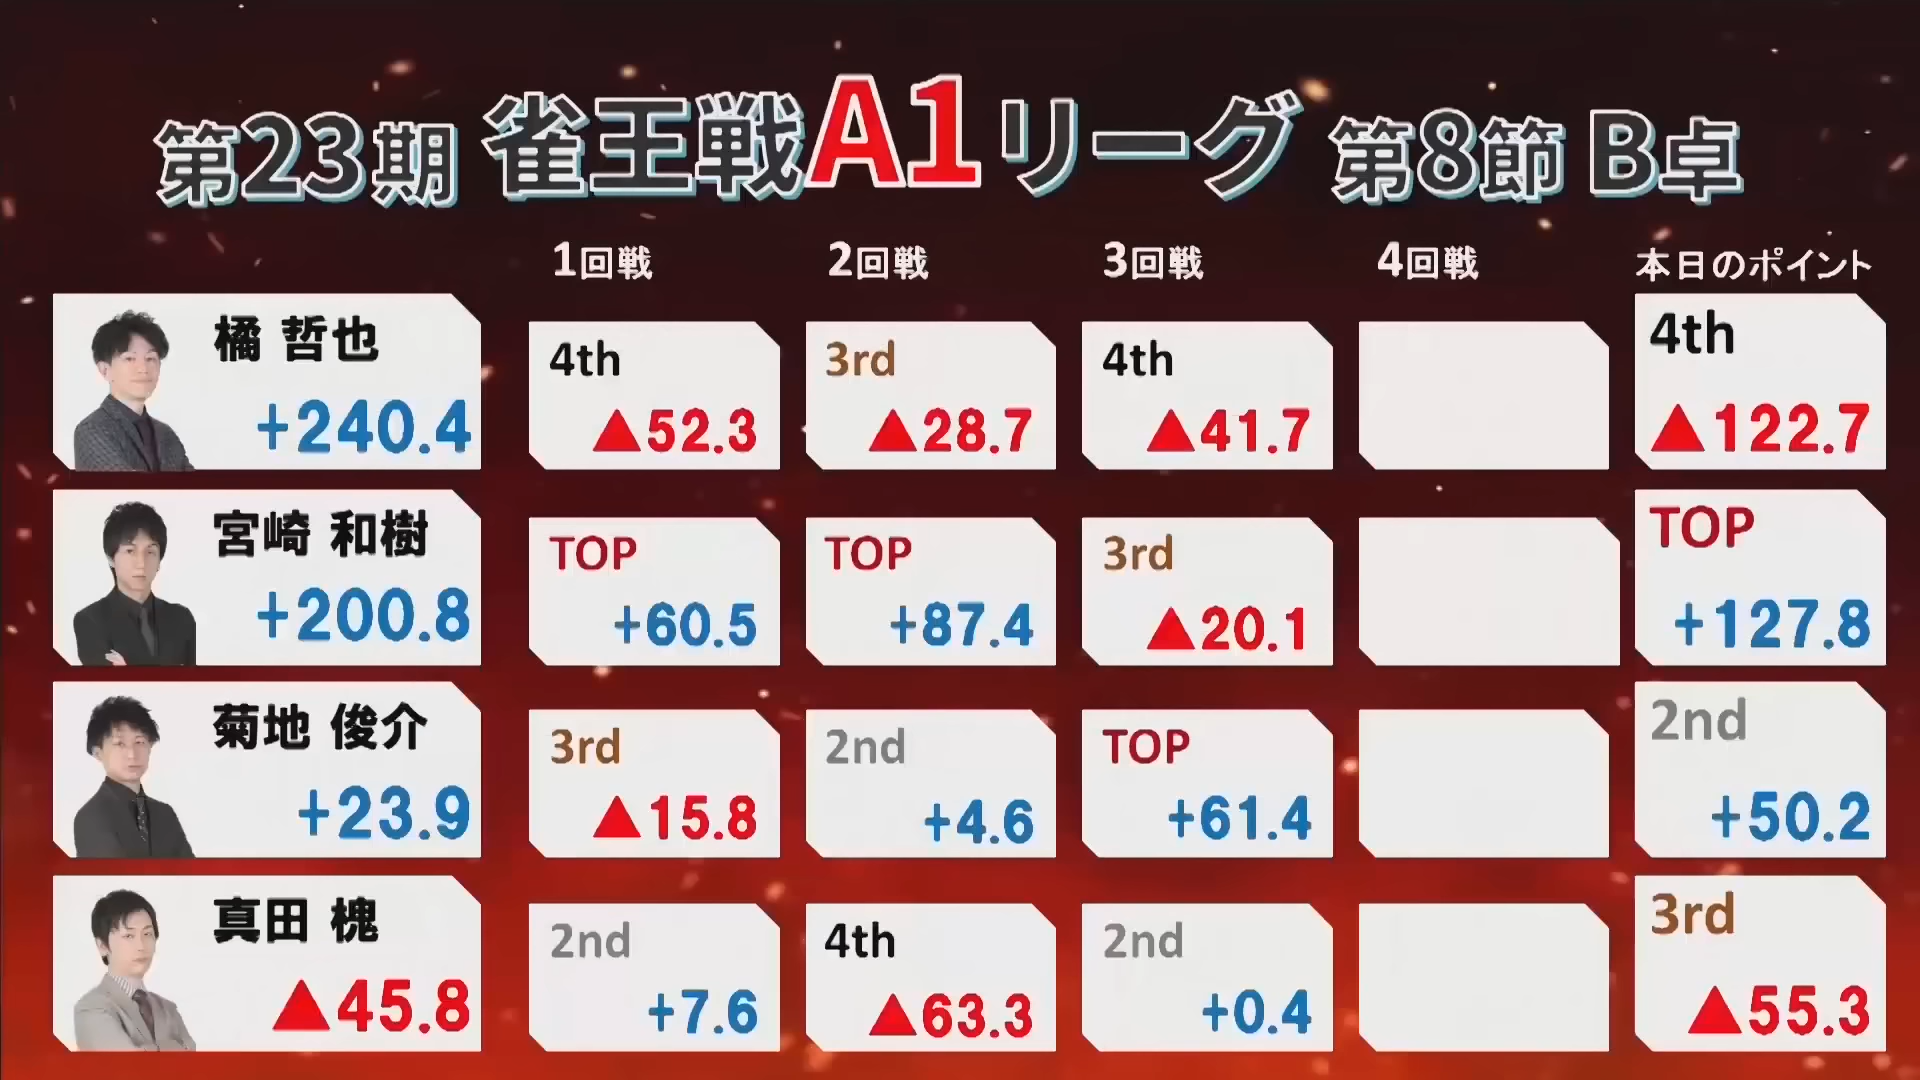 第23期 雀王戦A1リーグ 第8節 B卓
1回戦 2回戦 3回戦 4回戦 本日のポイント
橘 哲也
+240.4
4th
▲52.3
3rd
▲28.7
4th
▲41.7
4th
▲122.7
宮崎 和樹
+200.8
TOP
+60.5
TOP
+87.4
3rd
▲20.1
TOP
+127.8
菊地 俊介
+23.9
3rd
▲15.8
2nd
+4.6
TOP
+61.4
2nd
+50.2
真田 槐
▲45.8
2nd
+7.6
4th
▲63.3
2nd
+0.4
3rd
▲55.3